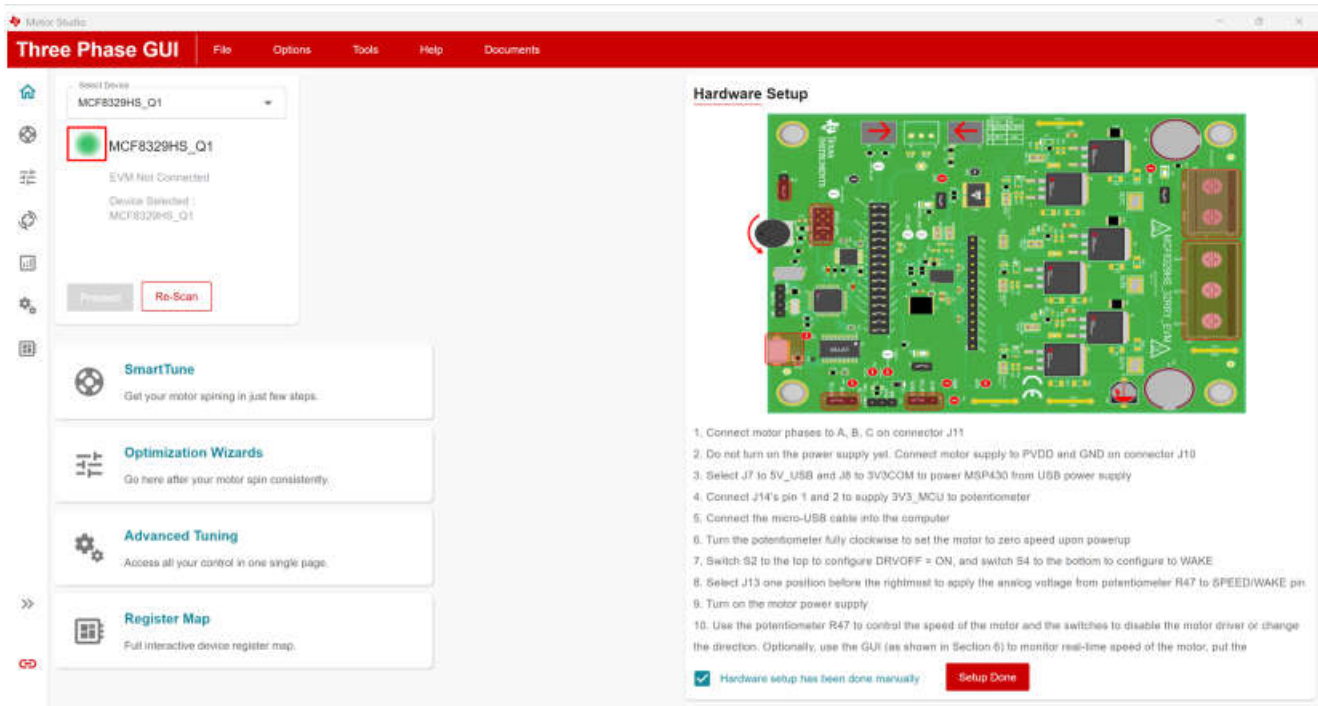 Motor Studio
Three Phase GUI File Options Tools Help Documents
Select Device
MCF8329HS_Q1
MCF8329HS_Q1
EVM Not Connected
Device Selected :
MCF8329HS_Q1
Proceed Re-Scan
SmartTune
Get your motor spining in just few steps.
Optimization Wizards
Go here after your motor spin consistently.
Advanced Tuning
Access all your control in one single page.
Register Map
Full interactive device register map.
Hardware Setup
TEXAS INSTRUMENTS
1. Connect motor phases to A, B, C on connector J11
2. Do not turn on the power supply yet. Connect motor supply to PVDD and GND on connector J10
3. Select J7 to 5V_USB and J8 to 3V3COM to power MSP430 from USB power supply
4. Connect J14's pin 1 and 2 to supply 3V3_MCU to potentiometer
5. Connect the micro-USB cable into the computer
6. Turn the potentiometer fully clockwise to set the motor to zero speed upon powerup
7. Switch S2 to the top to configure DRVOFF = ON, and switch S4 to the bottom to configure to WAKE
8. Select J13 one position before the rightmost to apply the analog voltage from potentiometer R47 to SPEED/WAKE pin
9. Turn on the motor power supply
10. Use the potentiometer R47 to control the speed of the motor and the switches to disable the motor driver or change
the direction. Optionally, use the GUI (as shown in Section 6) to monitor real-time speed of the motor, put the
Hardware setup has been done manually Setup Done